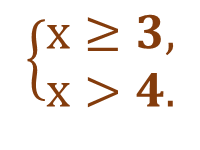 x ≥ 3,
x > 4.